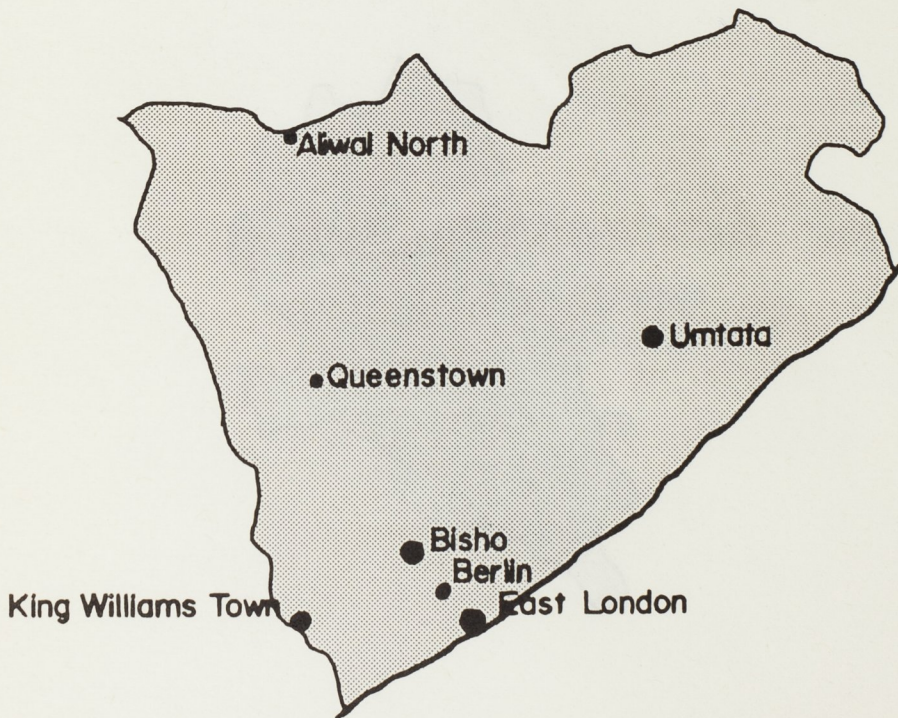 Aliwal North
Umtata
Queenstown
Bisho
Berlin
King Williams Town
East London